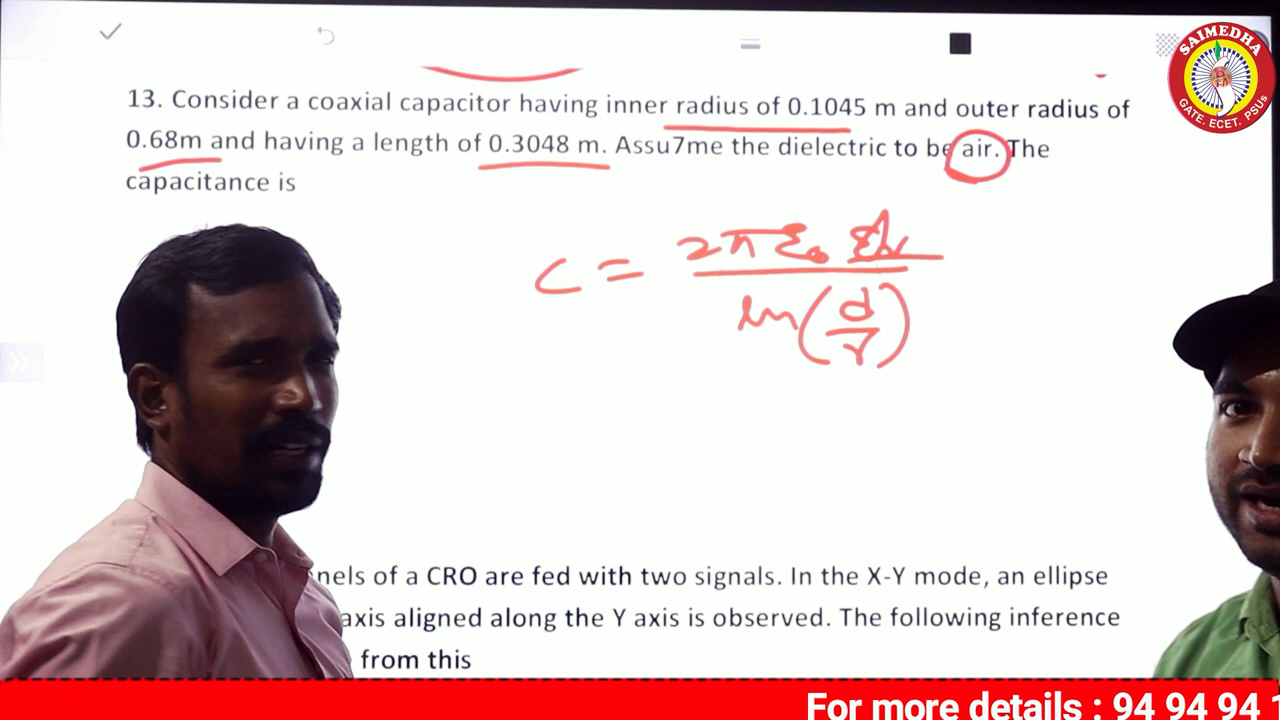 SAIMEDHA
GATE. ECET. PSUs
13. Consider a coaxial capacitor having inner radius of 0.1045 m and outer radius of
0.68m and having a length of 0.3048 m. Assu7me the dielectric to be air. The
capacitance is
C = 2π ε₀ εr
ln(d/r)
nels of a CRO are fed with two signals. In the X-Y mode, an ellipse
axis aligned along the Y axis is observed. The following inference
from this
For more details : 94 94 94 1